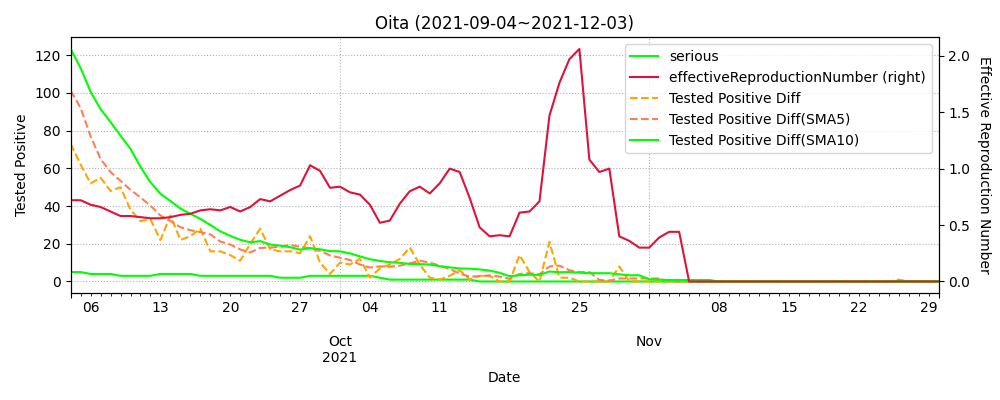 Oita (2021-09-04~2021-12-03)
serious
effectiveReproductionNumber (right)
Tested Positive Diff
Tested Positive Diff(SMA5)
Tested Positive Diff(SMA10)
Tested Positive
120
100
80
60
40
20
0
Effective Reproduction Number
2.0
1.5
1.0
0.5
0.0
06 13 20 27 04 11 18 25 08 15 22 29
Oct Nov
2021
Date